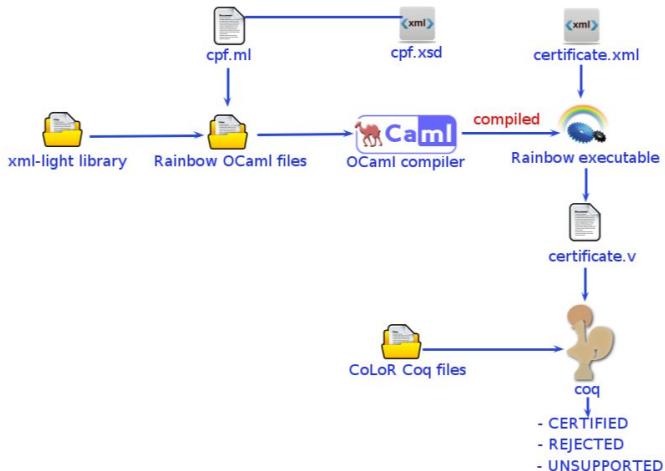 <xml>
<xml>
cpf.ml
cpf.xsd
certificate.xml
compiled
Caml
xml-light library
Rainbow OCaml files
OCaml compiler
Rainbow executable
certificate.v
CoLoR Coq files
coq
- CERTIFIED
- REJECTED
- UNSUPPORTED